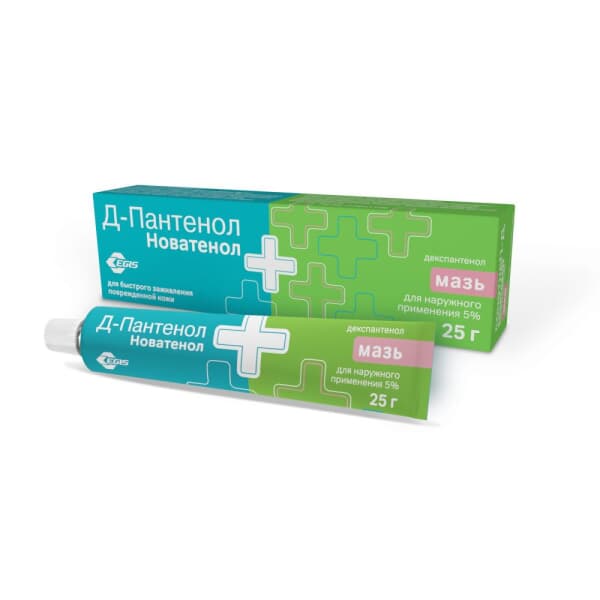 Д-Пантенол
Новатенол
EGIS
для быстрого заживления
поврежденной кожи
декспантенол
мазь
для наружного
применения 5%
25 г
Д-Пантенол
Новатенол
EGIS
декспантенол
мазь
для наружного
применения 5%
25 г